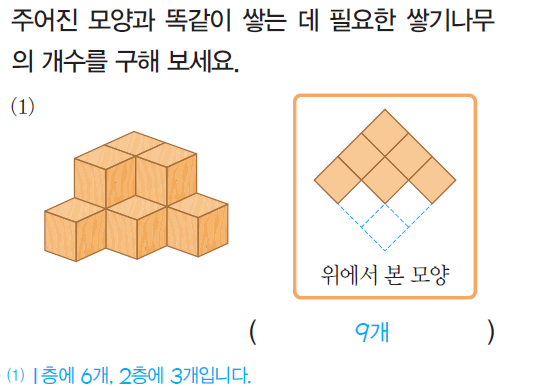 주어진 모양과 똑같이 쌓는 데 필요한 쌓기나무
의 개수를 구해 보세요.
(1)
위에서 본 모양
( 9개 )
(1) 1층에 6개, 2층에 3개입니다.